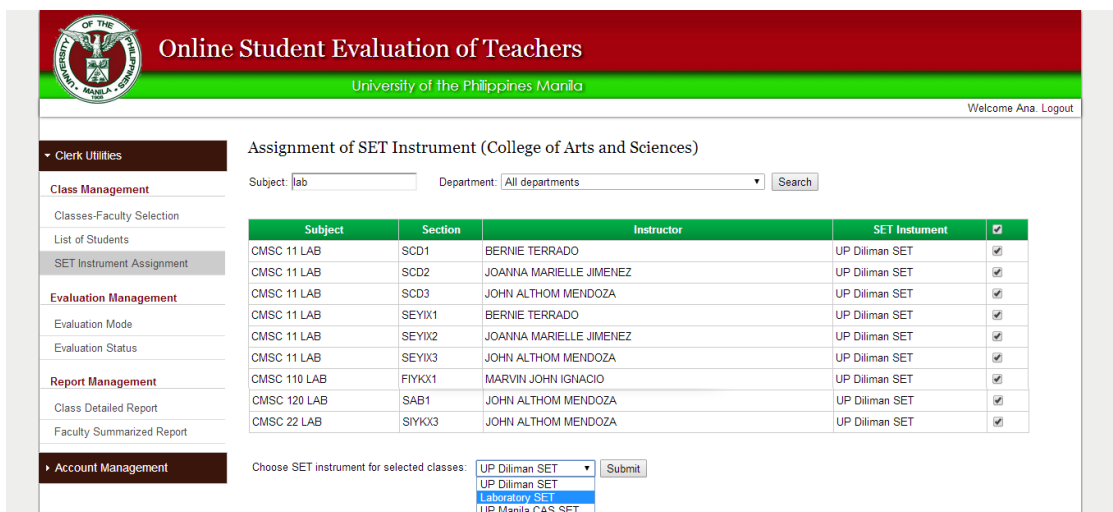 OF THE
UNIVERSITY
PHILIPPINES
MANILA
1908
Online Student Evaluation of Teachers
University of the Philippines Manila
Welcome Ana. Logout
Clerk Utilities
Class Management
Classes-Faculty Selection
List of Students
SET Instrument Assignment
Evaluation Management
Evaluation Mode
Evaluation Status
Report Management
Class Detailed Report
Faculty Summarized Report
Account Management
Assignment of SET Instrument (College of Arts and Sciences)
Subject: lab Department: All departments Search
Subject Section Instructor SET Instument
CMSC 11 LAB SCD1 BERNIE TERRADO UP Diliman SET
CMSC 11 LAB SCD2 JOANNA MARIELLE JIMENEZ UP Diliman SET
CMSC 11 LAB SCD3 JOHN ALTHOM MENDOZA UP Diliman SET
CMSC 11 LAB SEYIX1 BERNIE TERRADO UP Diliman SET
CMSC 11 LAB SEYIX2 JOANNA MARIELLE JIMENEZ UP Diliman SET
CMSC 11 LAB SEYIX3 JOHN ALTHOM MENDOZA UP Diliman SET
CMSC 110 LAB FIYKX1 MARVIN JOHN IGNACIO UP Diliman SET
CMSC 120 LAB SAB1 JOHN ALTHOM MENDOZA UP Diliman SET
CMSC 22 LAB SIYKX3 JOHN ALTHOM MENDOZA UP Diliman SET
Choose SET instrument for selected classes: UP Diliman SET Submit
UP Diliman SET
Laboratory SET
UP Manila CAS SET